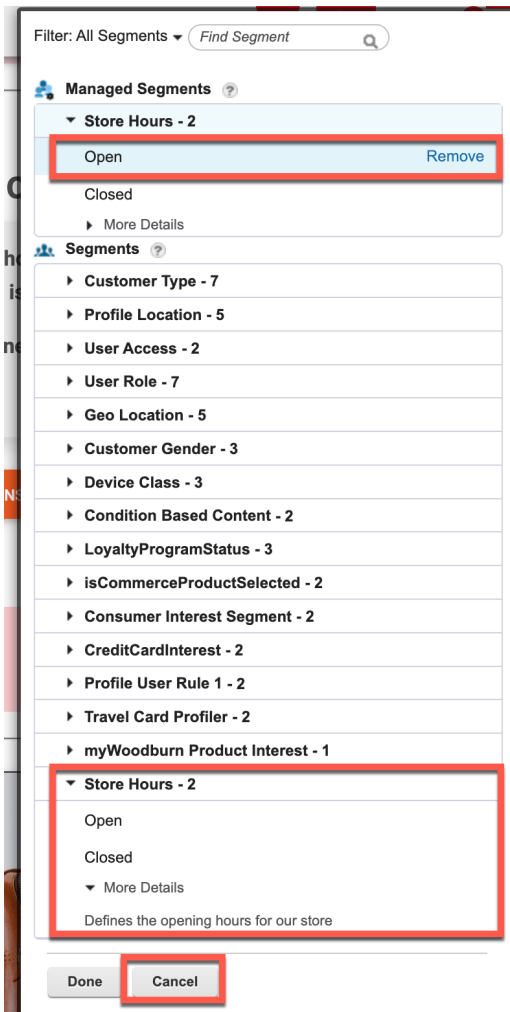 Filter: All Segments
Find Segment
Managed Segments ?
Store Hours - 2
Open Remove
Closed
More Details
Segments ?
Customer Type - 7
Profile Location - 5
User Access - 2
User Role - 7
Geo Location - 5
Customer Gender - 3
Device Class - 3
Condition Based Content - 2
LoyaltyProgramStatus - 3
isCommerceProductSelected - 2
Consumer Interest Segment - 2
CreditCardInterest - 2
Profile User Rule 1 - 2
Travel Card Profiler - 2
myWoodburn Product Interest - 1
Store Hours - 2
Open
Closed
More Details
Defines the opening hours for our store
Done Cancel